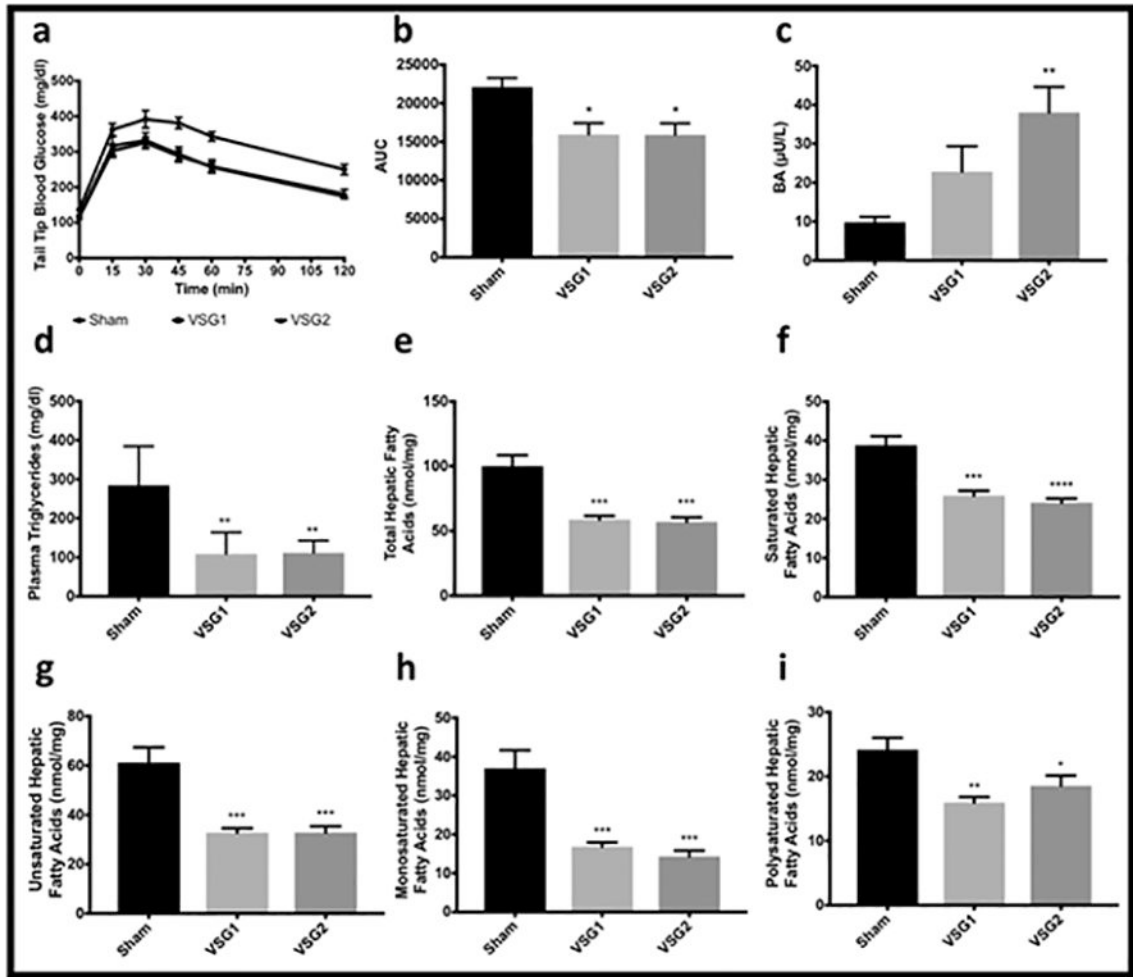 a
Tail Tip Blood Glucose (mg/dl)
500
400
300
200
100
0
0 15 30 45 60 75 90 105 120
Time (min)
Sham VSG1 VSG2
b
AUC
25000
20000
15000
10000
5000
0
* *
Sham VSG1 VSG2
c
BA (µU/L)
50
40
30
20
10
0
**
Sham VSG1 VSG2
d
Plasma Triglycerides (mg/dl)
500
400
300
200
100
0
** **
Sham VSG1 VSG2
e
Total Hepatic Fatty
Acids (nmol/mg)
150
100
50
0
*** ***
Sham VSG1 VSG2
f
Saturated Hepatic
Fatty Acids (nmol/mg)
50
40
30
20
10
0
*** ****
Sham VSG1 VSG2
g
Unsaturated Hepatic
Fatty Acids (nmol/mg)
80
60
40
20
0
*** ***
Sham VSG1 VSG2
h
Monosaturated Hepatic
Fatty Acids (nmol/mg)
50
40
30
20
10
0
*** ***
Sham VSG1 VSG2
i
Polysaturated Hepatic
Fatty Acids (nmol/mg)
30
20
10
0
** *
Sham VSG1 VSG2